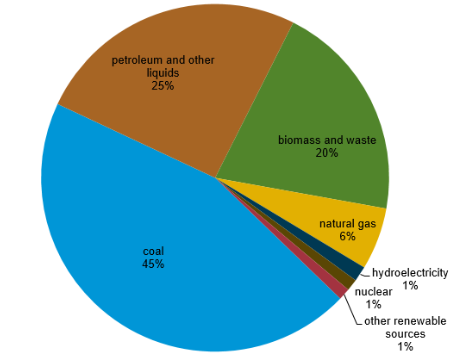 petroleum and other
liquids
25%
biomass and waste
20%
natural gas
6%
coal
45%
hydroelectricity
1%
nuclear
1%
other renewable
sources
1%